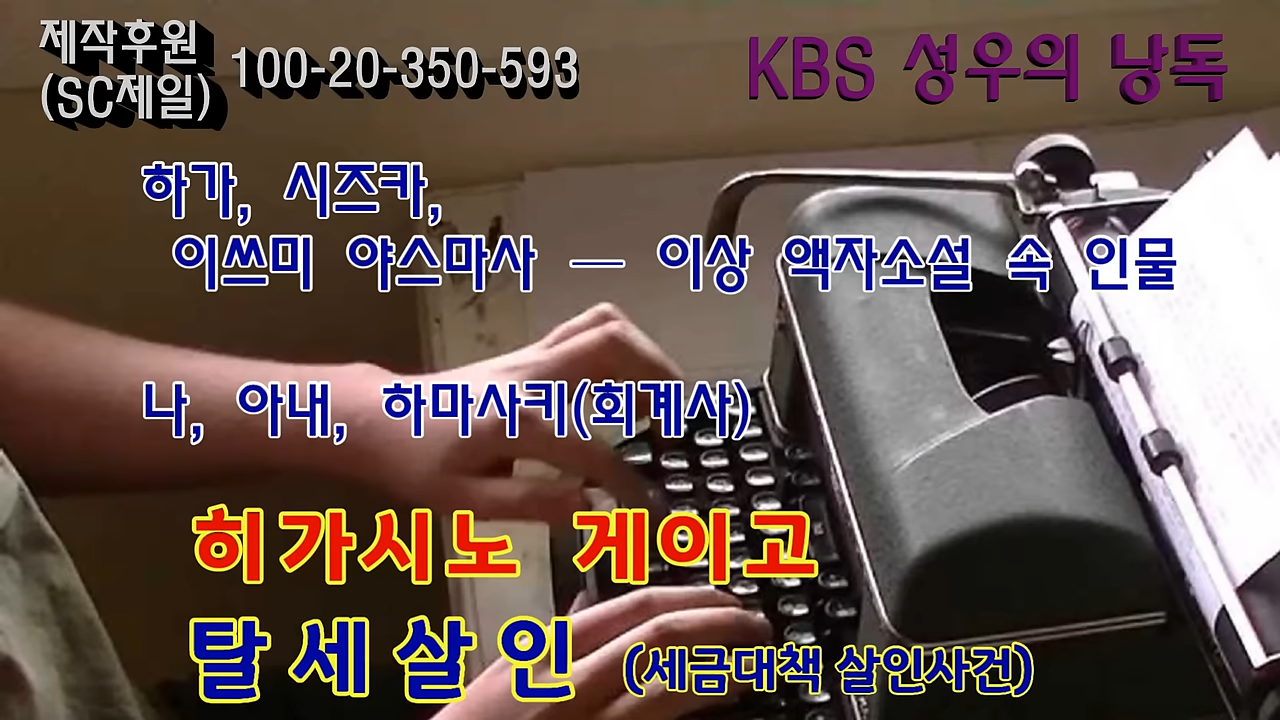 제작후원
(SC제일) 100-20-350-593
KBS 성우의 낭독
하가, 시즈카,
이쓰미 야스마사 — 이상 액자소설 속 인물
나, 아내, 하마사키(회계사)
히가시노 게이고
탈세살인 (세금대책 살인사건)